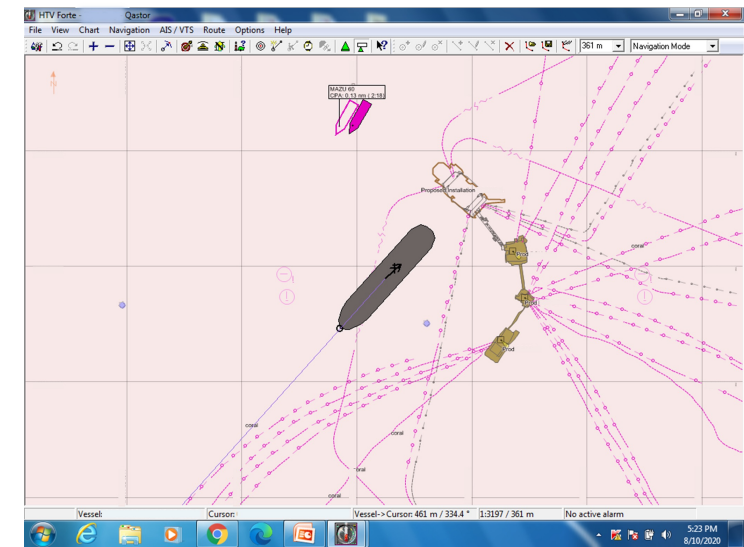 HTV Forte - Qastor
File View Chart Navigation AIS / VTS Route Options Help
361 m Navigation Mode
MAZU 60
CPA: 0.13 nm ( 2:18)
Proposed Installation
Prod
coral
Prod
Prod
coral
coral
oral
coral
Vessel: Cursor: Vessel-> Cursor: 461 m / 334.4 ° 1:3197 / 361 m No active alarm
5:23 PM
8/10/2020